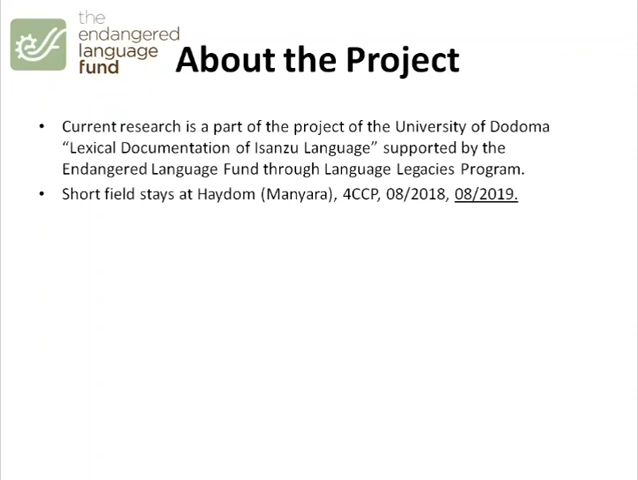 the
endangered
language
fund
About the Project
• Current research is a part of the project of the University of Dodoma
“Lexical Documentation of Isanzu Language” supported by the
Endangered Language Fund through Language Legacies Program.
• Short field stays at Haydom (Manyara), 4CCP, 08/2018, 08/2019.